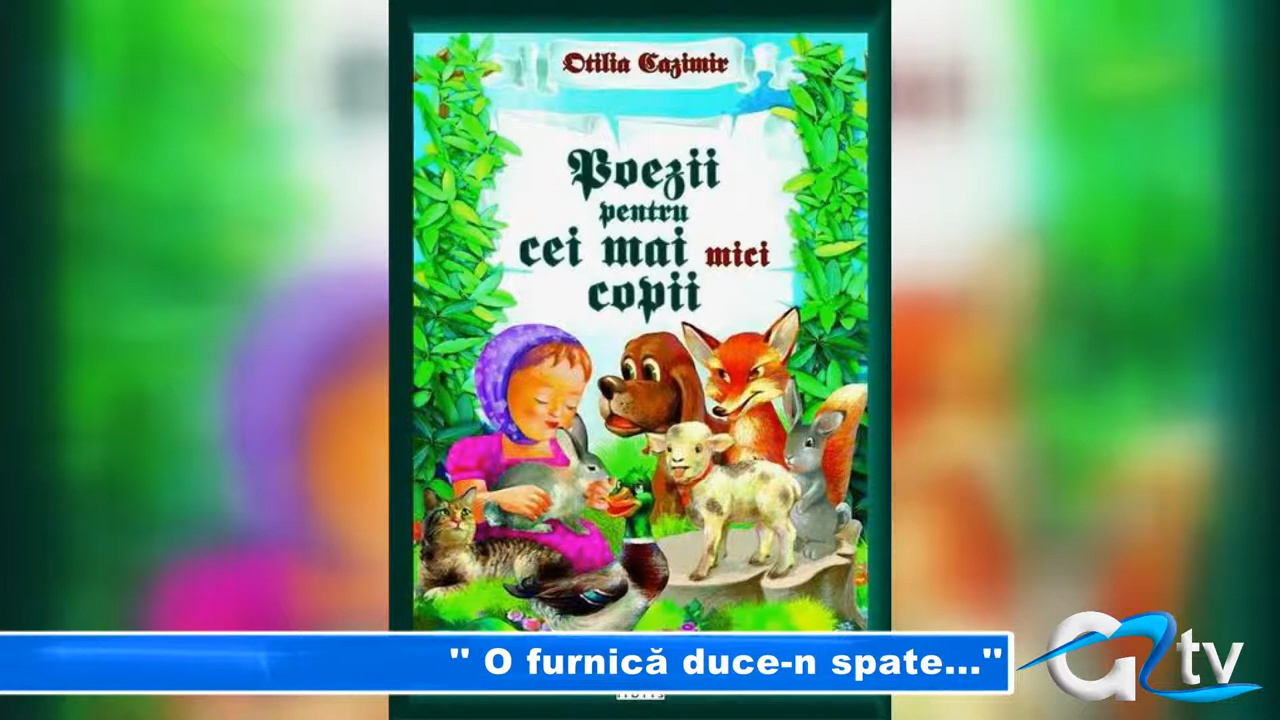 Otilia Cazimir
Poezii
pentru
cei mai mici
copii
" O furnică duce-n spate..."
tv